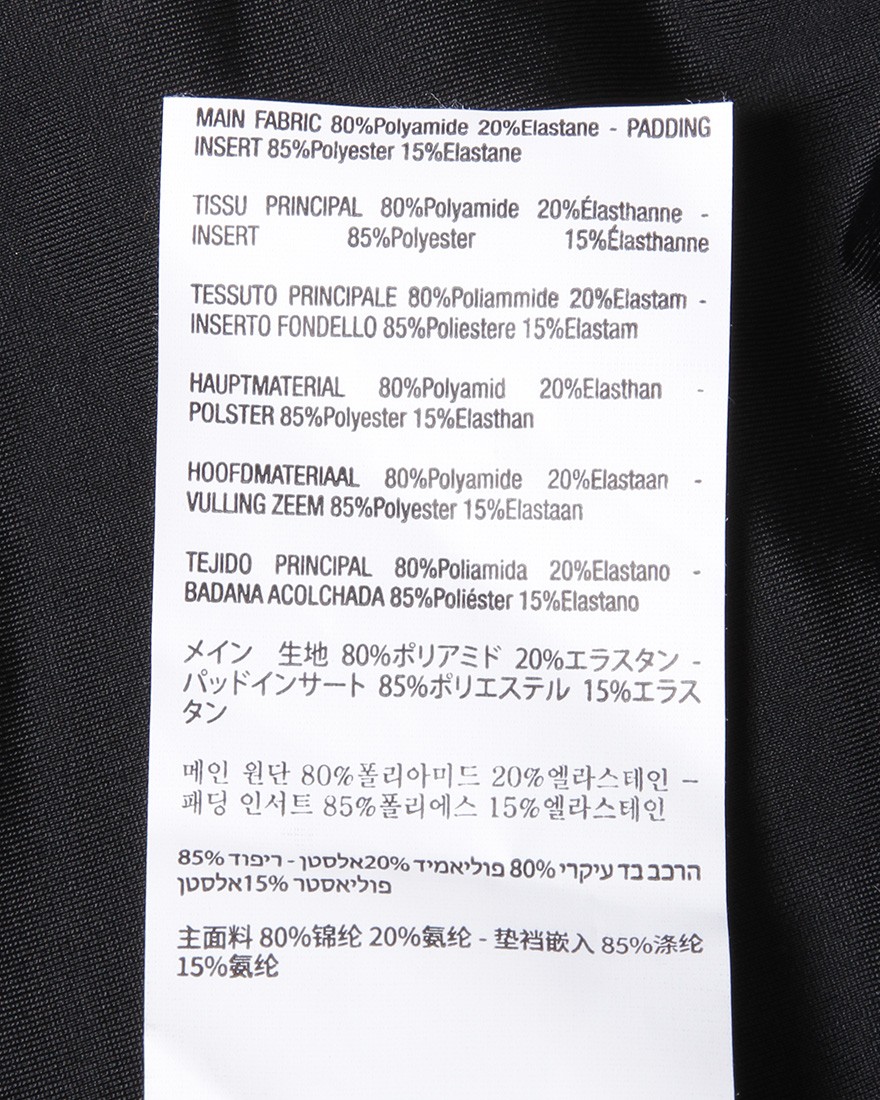 MAIN FABRIC 80%Polyamide 20%Elastane - PADDING
INSERT 85%Polyester 15%Elastane
TISSU PRINCIPAL 80%Polyamide 20%Élasthanne -
INSERT 85%Polyester 15%Élasthanne
TESSUTO PRINCIPALE 80%Poliammide 20%Elastam -
INSERTO FONDELLO 85%Poliestere 15%Elastam
HAUPTMATERIAL 80%Polyamid 20%Elasthan -
POLSTER 85%Polyester 15%Elasthan
HOOFDMATERIAAL 80%Polyamide 20%Elastaan -
VULLING ZEEM 85%Polyester 15%Elastaan
TEJIDO PRINCIPAL 80%Poliamida 20%Elastano -
BADANA ACOLCHADA 85%Poliéster 15%Elastano
メイン 生地 80%ポリアミド 20%エラスタン -
パッドインサート 85%ポリエステル 15%エラス
タン
메인 원단 80%폴리아미드 20%엘라스테인 –
패딩 인서트 85%폴리에스 15%엘라스테인
הרכב בד עיקרי 80% פוליאמיד 20%אלסטן - ריפוד 85%
פוליאסטר 15%אלסטן
主面料 80%锦纶 20%氨纶 - 垫裆嵌入 85%涤纶
15%氨纶